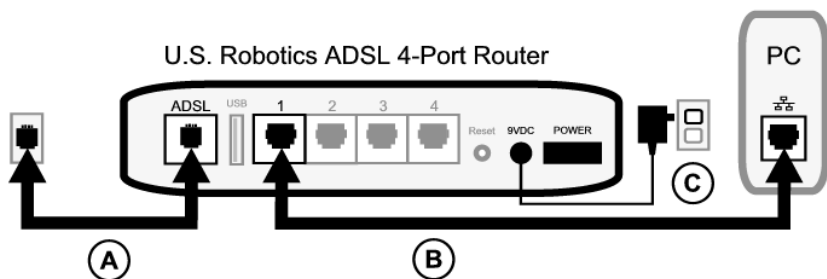 U.S. Robotics ADSL 4-Port Router
PC
ADSL
USB
1
2
3
4
Reset
9VDC
POWER
A
B
C